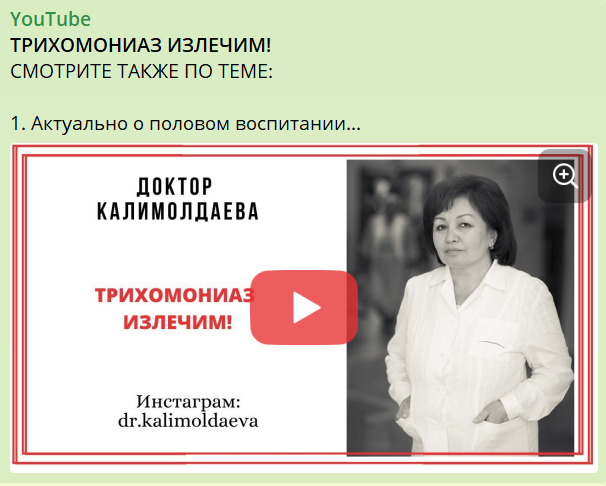 YouTube
ТРИХОМОНИАЗ ИЗЛЕЧИМ!
СМОТРИТЕ ТАКЖЕ ПО ТЕМЕ:
1. Актуально о половом воспитании...
ДОКТОР
КАЛИМОЛДАЕВА
ТРИХОМОНИАЗ
ИЗЛЕЧИМ!
Инстаграм:
dr.kalimoldaeva